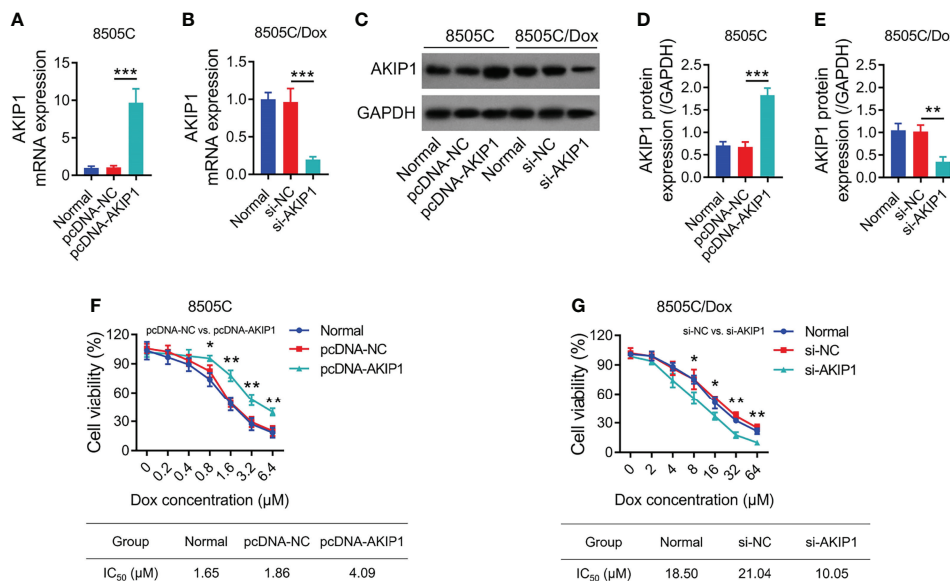 A
8505C
AKIP1
mRNA expression
15
10
5
0
***
Normal
pcDNA-NC
pcDNA-AKIP1
B
8505C/Dox
AKIP1
mRNA expression
1.5
1.0
0.5
0.0
***
Normal
si-NC
si-AKIP1
C
8505C 8505C/Dox
AKIP1
GAPDH
Normal
pcDNA-NC
pcDNA-AKIP1
Normal
si-NC
si-AKIP1
D
8505C
AKIP1 protein
expression (/GAPDH)
2.5
2.0
1.5
1.0
0.5
0.0
***
Normal
pcDNA-NC
pcDNA-AKIP1
E
8505C/Do
AKIP1 protein
expression (/GAPDH)
2.5
2.0
1.5
1.0
0.5
0.0
**
Normal
si-NC
si-AKIP1
F
8505C
pcDNA-NC vs. pcDNA-AKIP1
Cell viability (%)
120
90
60
30
0
* ** ** **
0 0.2 0.4 0.8 1.6 3.2 6.4
Dox concentration (µM)
Normal
pcDNA-NC
pcDNA-AKIP1
Group Normal pcDNA-NC pcDNA-AKIP1
IC50 (µM) 1.65 1.86 4.09
G
8505C/Dox
si-NC vs. si-AKIP1
Cell viability (%)
120
90
60
30
0
* * ** **
0 2 4 8 16 32 64
Dox concentration (µM)
Normal
si-NC
si-AKIP1
Group Normal si-NC si-AKIP1
IC50 (µM) 18.50 21.04 10.05